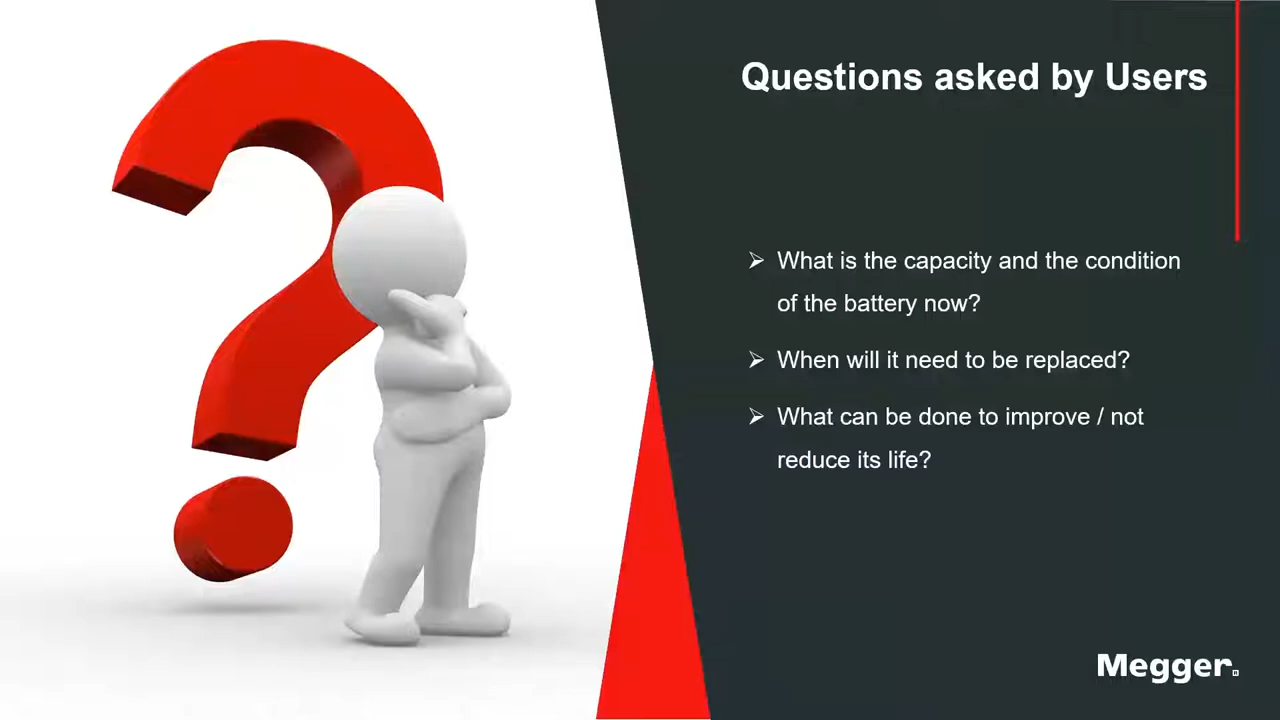 Questions asked by Users
➢ What is the capacity and the condition
of the battery now?
➢ When will it need to be replaced?
➢ What can be done to improve / not
reduce its life?
Megger.